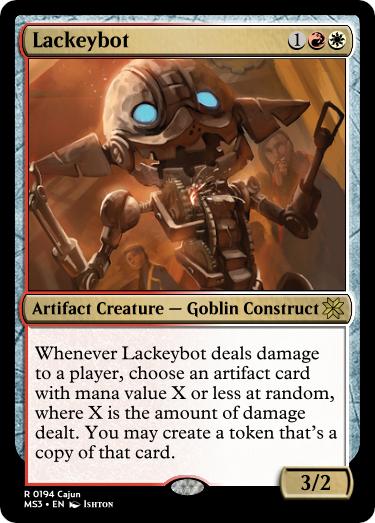 Lackeybot
1
Artifact Creature — Goblin Construct
Whenever Lackeybot deals damage
to a player, choose an artifact card
with mana value X or less at random,
where X is the amount of damage
dealt. You may create a token that's a
copy of that card.
3/2
R 0194 Cajun
MS3 • EN Ishton